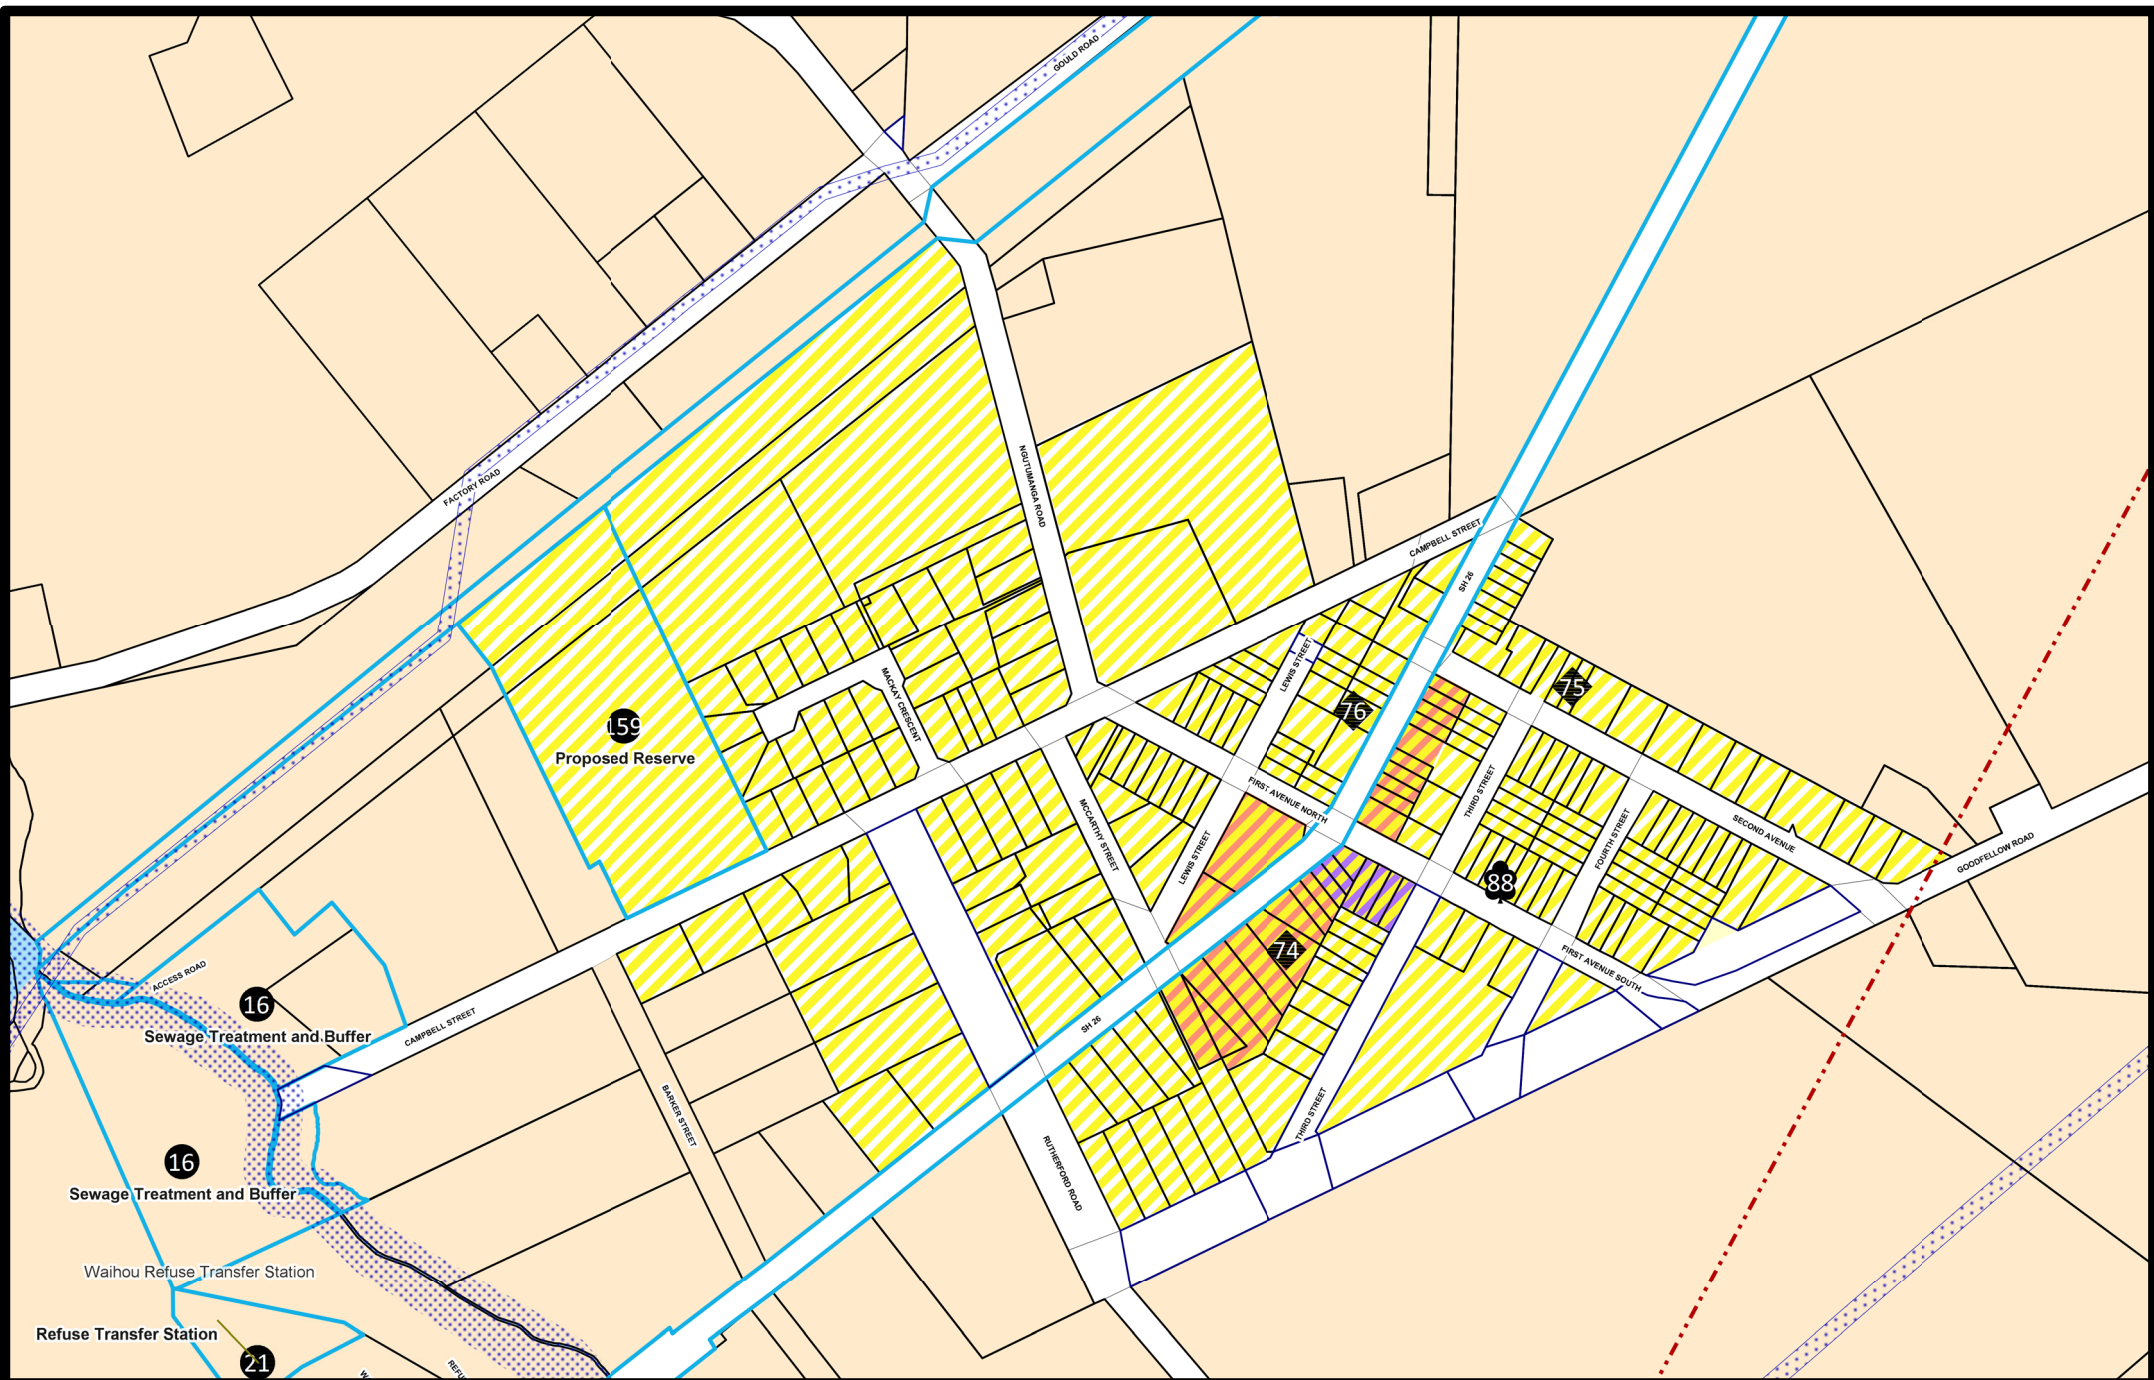 GOULD ROAD
FACTORY ROAD
NGUTUMANGA ROAD
CAMPBELL STREET
SH 26
LEWIS STREET
75
MACKAY CRESCENT
76
159
Proposed Reserve
FIRST AVENUE NORTH
THIRD STREET
MCCARTHY STREET
LEWIS STREET
FOURTH STREET
SECOND AVENUE
GOODFELLOW ROAD
88
74
FIRST AVENUE SOUTH
ACCESS ROAD
16
Sewage Treatment and Buffer
CAMPBELL STREET
SH 26
BARKER STREET
THIRD STREET
16
Sewage Treatment and Buffer
RUTHERFORD ROAD
Waihou Refuse Transfer Station
Refuse Transfer Station
21